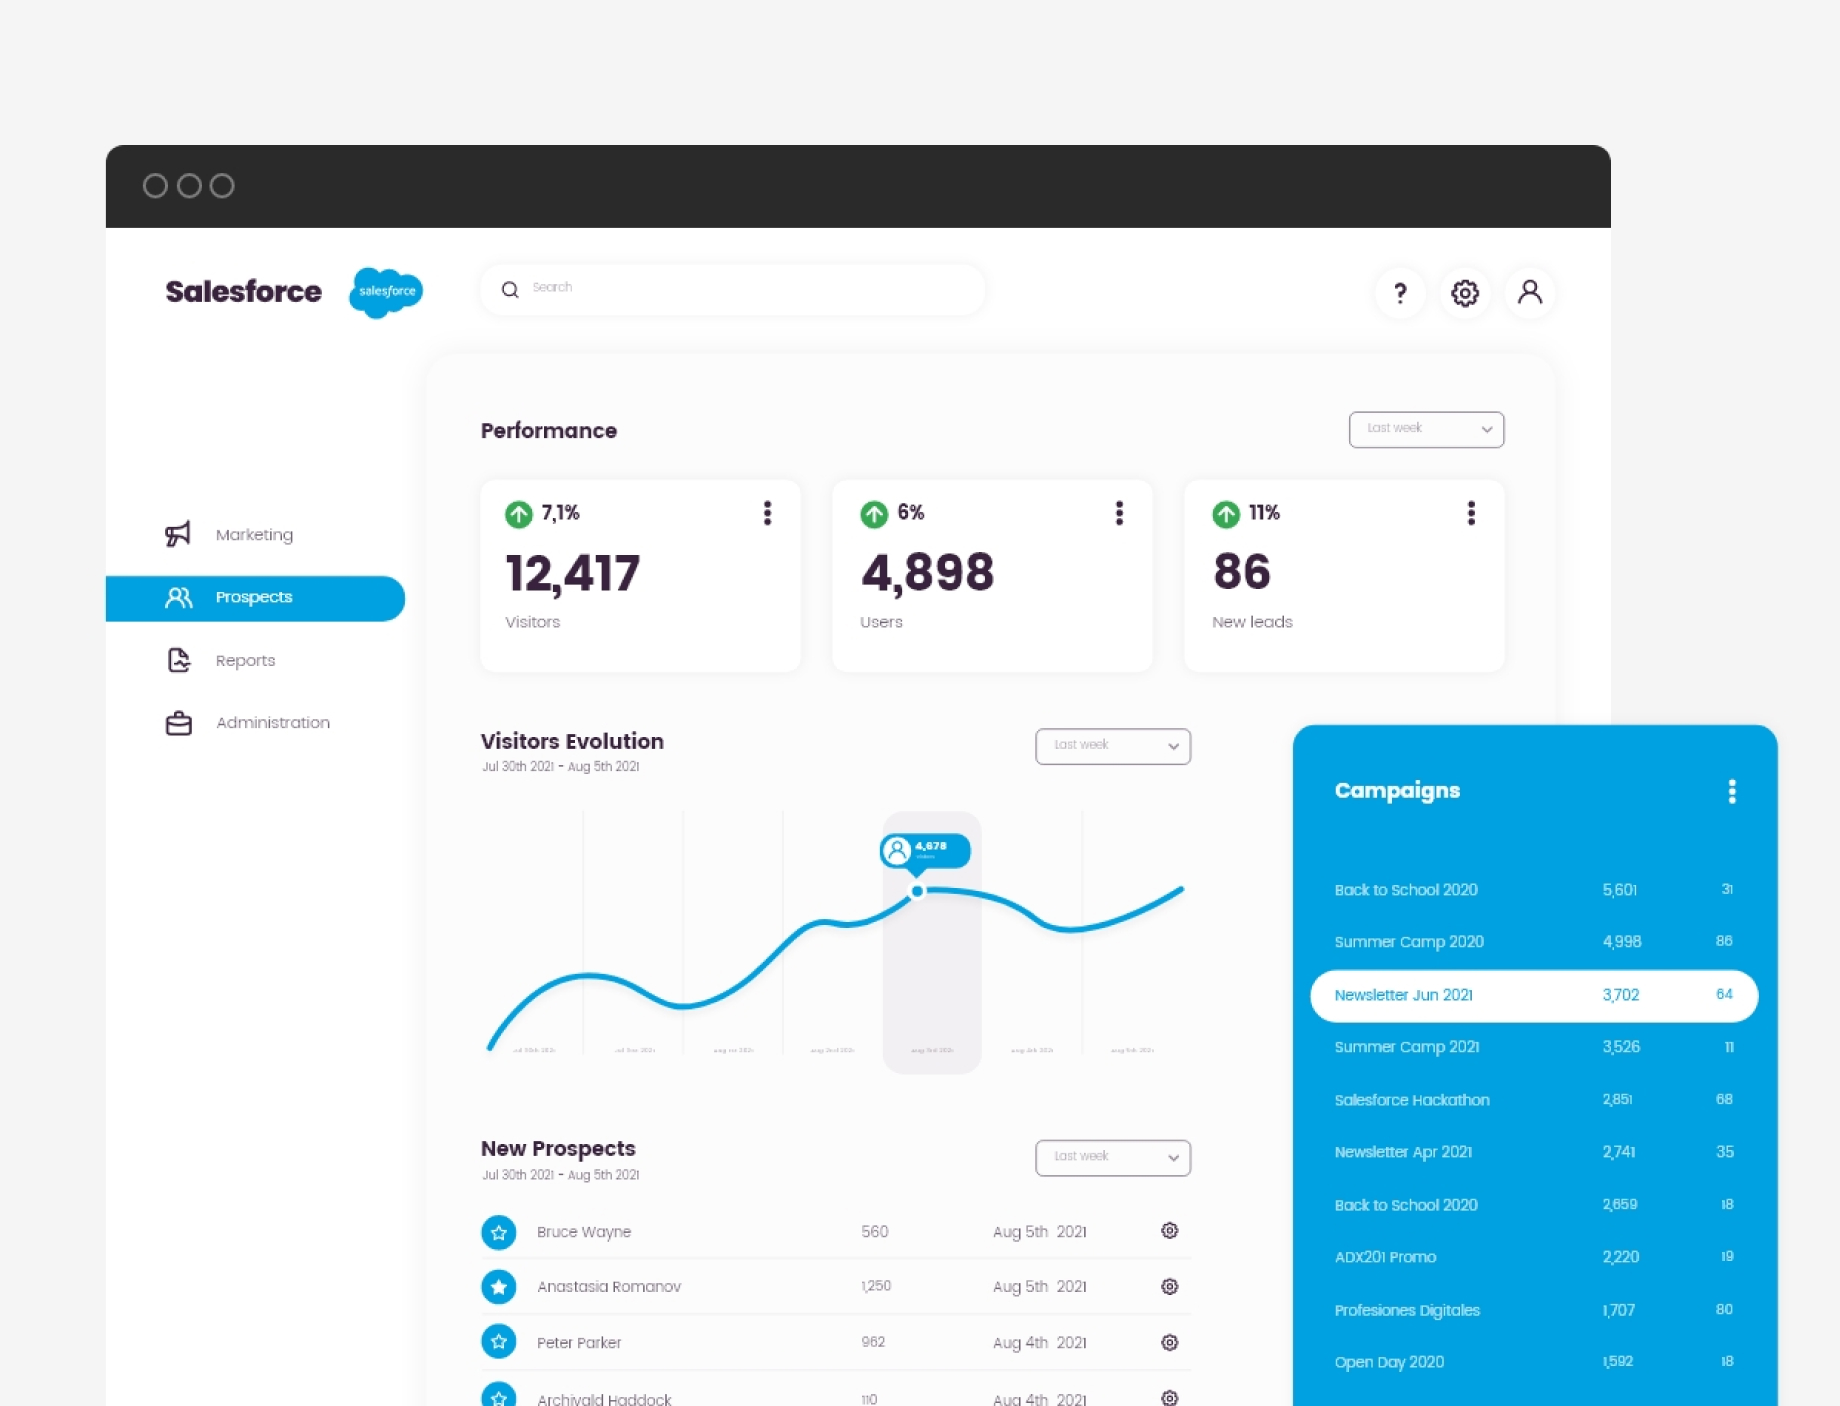 Salesforce
salesforce
Search
?
Performance
Last week
7,1%
12,417
Visitors
6%
4,898
Users
11%
86
New leads
Marketing
Prospects
Reports
Administration
Visitors Evolution
Jul 30th 2021 - Aug 5th 2021
Last week
4,678
New Prospects
Jul 30th 2021 - Aug 5th 2021
Last week
Bruce Wayne 560 Aug 5th 2021
Anastasia Romanov 1,250 Aug 5th 2021
Peter Parker 962 Aug 4th 2021
Archivald Haddock 110 Aug 4th 2021
Campaigns
Back to School 2020 5,601 31
Summer Camp 2020 4,998 86
Newsletter Jun 2021 3,702 64
Summer Camp 2021 3,526 11
Salesforce Hackathon 2,851 68
Newsletter Apr 2021 2,741 35
Back to School 2020 2,659 18
ADX201 Promo 2,220 19
Profesiones Digitales 1,707 80
Open Day 2020 1,592 18